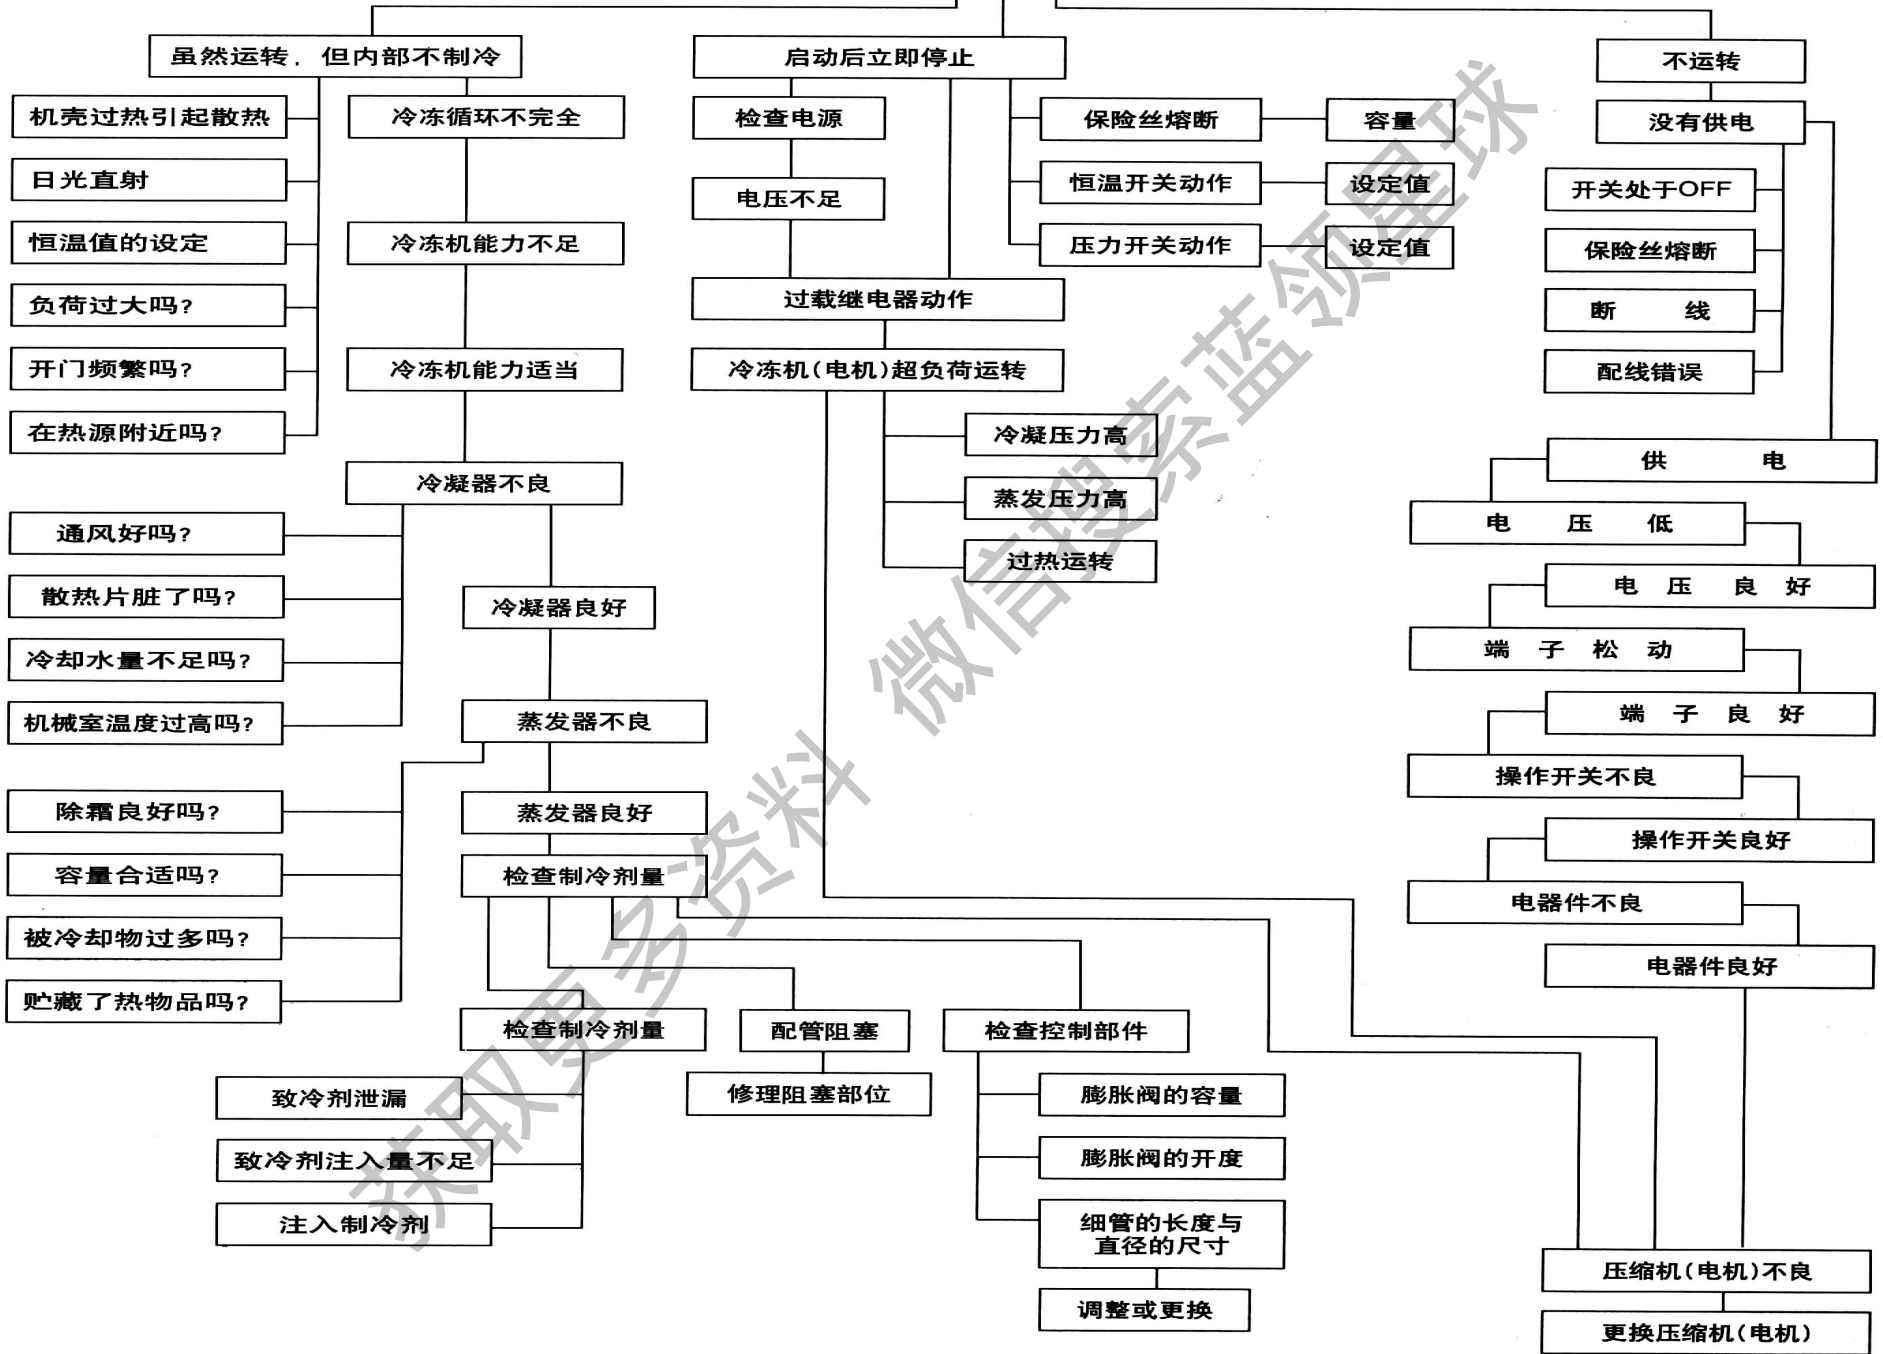 虽然运转．但内部不制冷
机壳过热引起散热
日光直射
恒温值的设定
负荷过大吗?
开门频繁吗?
在热源附近吗?
冷冻循环不完全
冷冻机能力不足
冷冻机能力适当
冷凝器不良
通风好吗?
散热片脏了吗?
冷却水量不足吗?
机械室温度过高吗?
冷凝器良好
蒸发器不良
除霜良好吗?
容量合适吗?
被冷却物过多吗?
贮藏了热物品吗?
蒸发器良好
检查制冷剂量
检查制冷剂量
致冷剂泄漏
致冷剂注入量不足
注入制冷剂
配管阻塞
修理阻塞部位
检查控制部件
膨胀阀的容量
膨胀阀的开度
细管的长度与
直径的尺寸
调整或更换
启动后立即停止
检查电源
电压不足
保险丝熔断
容量
恒温开关动作
设定值
压力开关动作
设定值
过载继电器动作
冷冻机(电机)超负荷运转
冷凝压力高
蒸发压力高
过热运转
不运转
没有供电
开关处于OFF
保险丝熔断
断 线
配线错误
供 电
电 压 低
电 压 良 好
端 子 松 动
端 子 良 好
操作开关不良
操作开关良好
电器件不良
电器件良好
压缩机(电机)不良
更换压缩机(电机)
获取更多资料 微信搜索蓝领星球